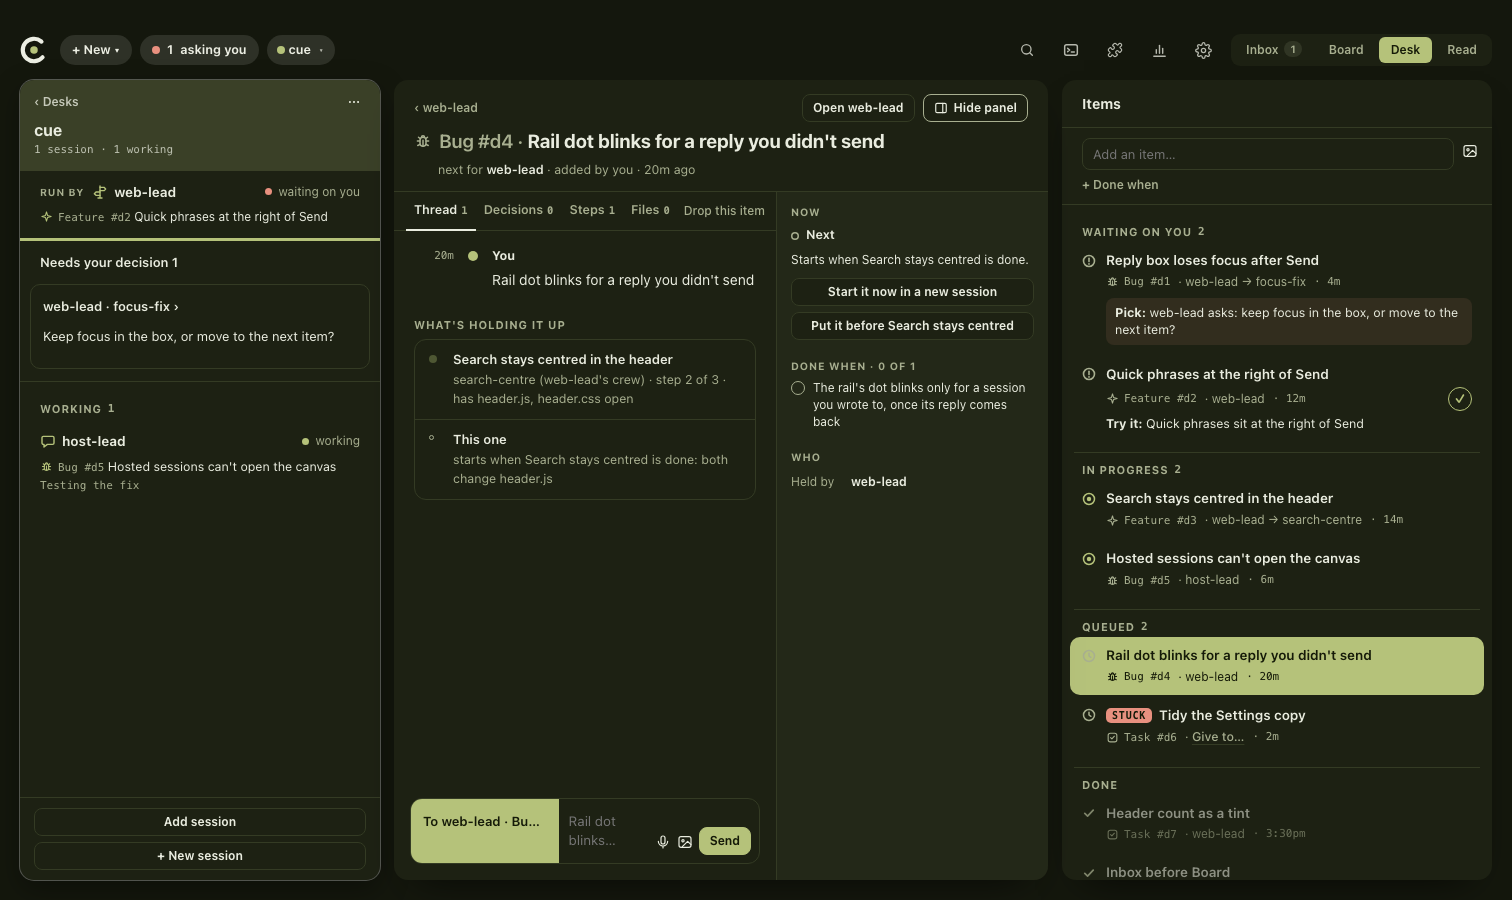 + New ▾
1 asking you
cue
Inbox 1
Board
Desk
Read
‹ Desks
···
cue
1 session · 1 working
RUN BY web-lead
waiting on you
Feature #d2 Quick phrases at the right of Send
Needs your decision 1
web-lead · focus-fix ›
Keep focus in the box, or move to the next item?
WORKING 1
host-lead
working
Bug #d5 Hosted sessions can't open the canvas
Testing the fix
Add session
+ New session
‹ web-lead
Open web-lead
Hide panel
Bug #d4 · Rail dot blinks for a reply you didn't send
next for web-lead · added by you · 20m ago
Thread 1
Decisions 0
Steps 1
Files 0
Drop this item
20m
You
Rail dot blinks for a reply you didn't send
WHAT'S HOLDING IT UP
Search stays centred in the header
search-centre (web-lead's crew) · step 2 of 3 ·
has header.js, header.css open
This one
starts when Search stays centred is done: both
change header.js
To web-lead · Bu...
Rail dot
blinks...
Send
NOW
Next
Starts when Search stays centred is done.
Start it now in a new session
Put it before Search stays centred
DONE WHEN · 0 OF 1
The rail's dot blinks only for a session
you wrote to, once its reply comes
back
WHO
Held by web-lead
Items
Add an item...
+ Done when
WAITING ON YOU 2
Reply box loses focus after Send
Bug #d1 · web-lead → focus-fix · 4m
Pick: web-lead asks: keep focus in the box, or move to the
next item?
Quick phrases at the right of Send
Feature #d2 · web-lead · 12m
Try it: Quick phrases sit at the right of Send
IN PROGRESS 2
Search stays centred in the header
Feature #d3 · web-lead → search-centre · 14m
Hosted sessions can't open the canvas
Bug #d5 · host-lead · 6m
QUEUED 2
Rail dot blinks for a reply you didn't send
Bug #d4 · web-lead · 20m
STUCK Tidy the Settings copy
Task #d6 · Give to... · 2m
DONE
Header count as a tint
Task #d7 · web-lead · 3:30pm
Inbox before Board